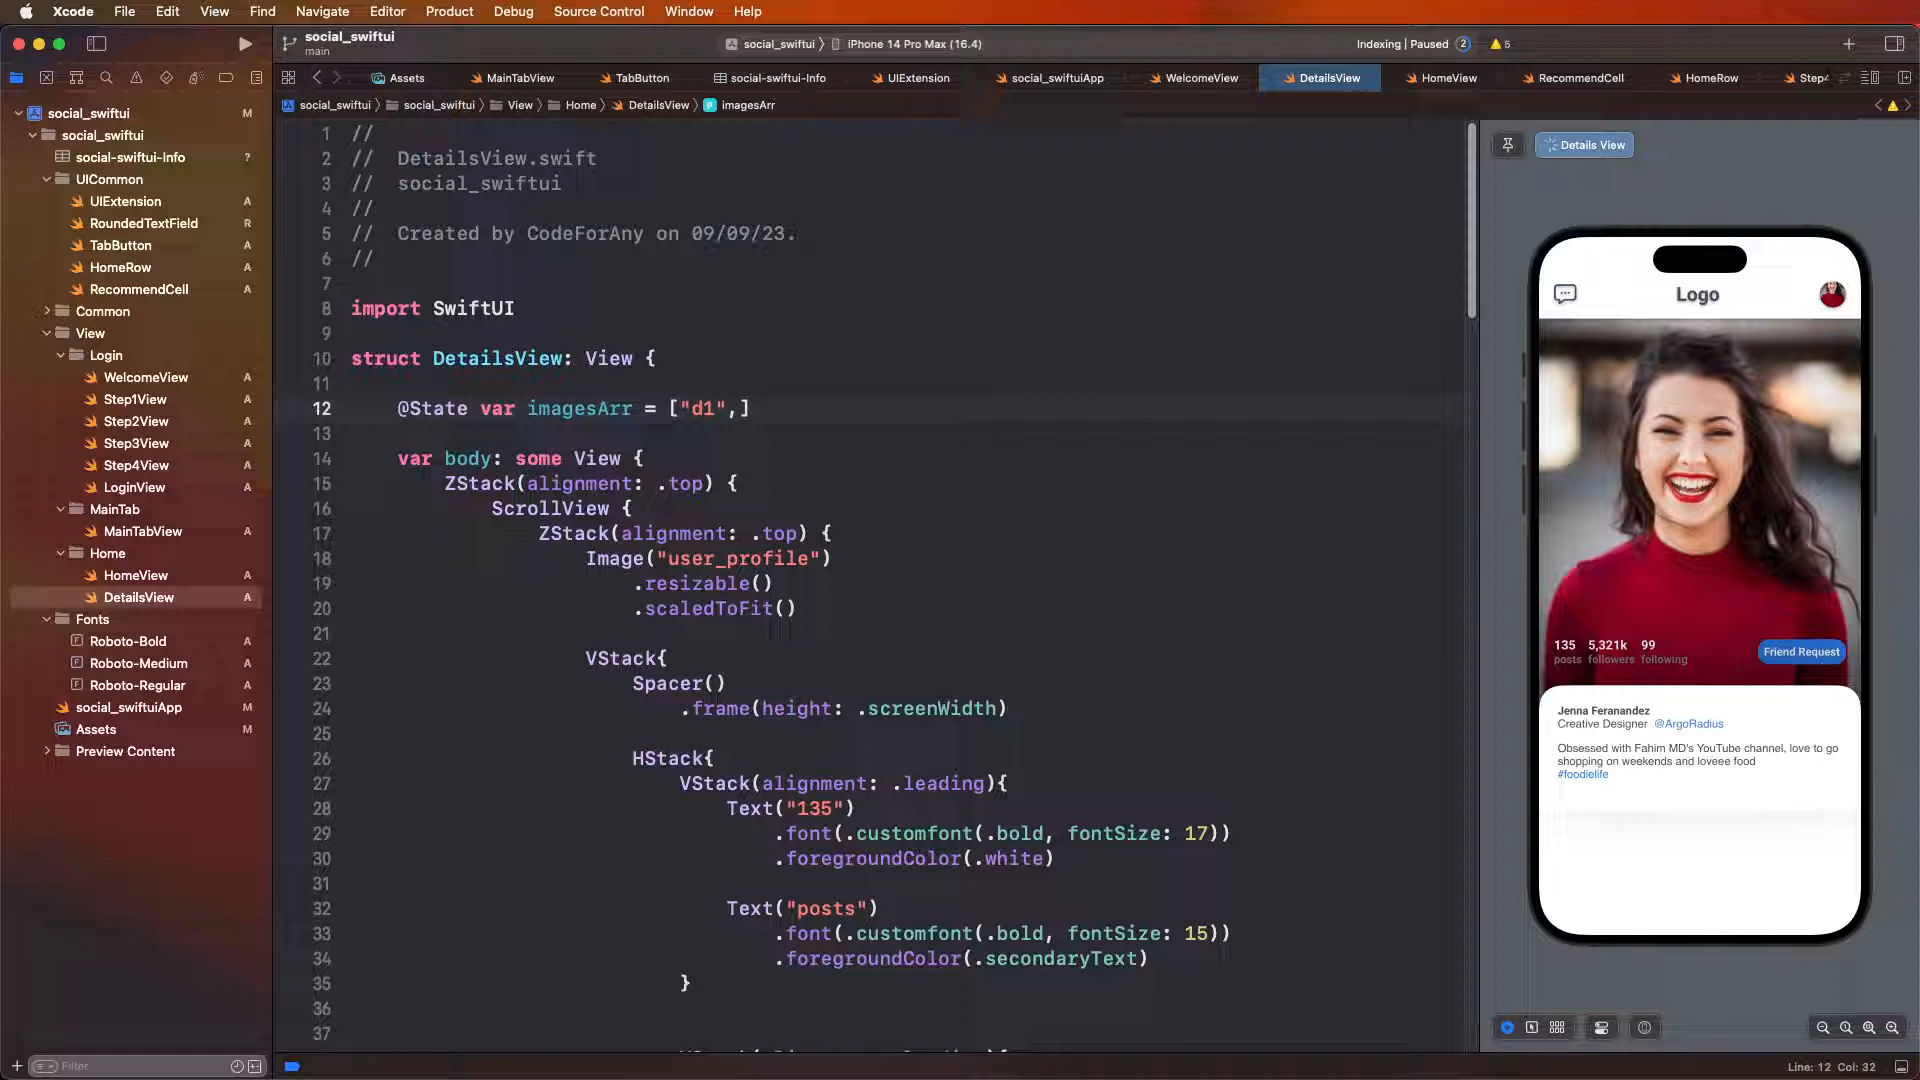 Xcode File Edit View Find Navigate Editor Product Debug Source Control Window Help
social_swiftui
main
social_swiftui iPhone 14 Pro Max (16.4)
Indexing | Paused 2 5
Assets MainTabView TabButton social-swiftui-Info UIExtension social_swiftuiApp WelcomeView DetailsView HomeView RecommendCell HomeRow Step4
social_swiftui social_swiftui View Home DetailsView imagesArr
social_swiftui M
social_swiftui
social-swiftui-Info ?
UICommon
UIExtension A
RoundedTextField R
TabButton A
HomeRow A
RecommendCell A
Common
View
Login
WelcomeView A
Step1View A
Step2View A
Step3View A
Step4View A
LoginView A
MainTab
MainTabView A
Home
HomeView A
DetailsView A
Fonts
Roboto-Bold A
Roboto-Medium A
Roboto-Regular A
social_swiftuiApp M
Assets M
Preview Content
Filter
1 //
2 // DetailsView.swift
3 // social_swiftui
4 //
5 // Created by CodeForAny on 09/09/23.
6 //
7
8 import SwiftUI
9
10 struct DetailsView: View {
11
12 @State var imagesArr = ["d1",]
13
14 var body: some View {
15 ZStack(alignment: .top) {
16 ScrollView {
17 ZStack(alignment: .top) {
18 Image("user_profile")
19 .resizable()
20 .scaledToFit()
21
22 VStack{
23 Spacer()
24 .frame(height: .screenWidth)
25
26 HStack{
27 VStack(alignment: .leading){
28 Text("135")
29 .font(.customfont(.bold, fontSize: 17))
30 .foregroundColor(.white)
31
32 Text("posts")
33 .font(.customfont(.bold, fontSize: 15))
34 .foregroundColor(.secondaryText)
35 }
36
37
Details View
Logo
135 5,321k 99
posts followers following
Friend Request
Jenna Feranandez
Creative Designer @ArgoRadius
Obsessed with Fahim MD's YouTube channel, love to go
shopping on weekends and loveee food
#foodielife
Line: 12 Col: 32